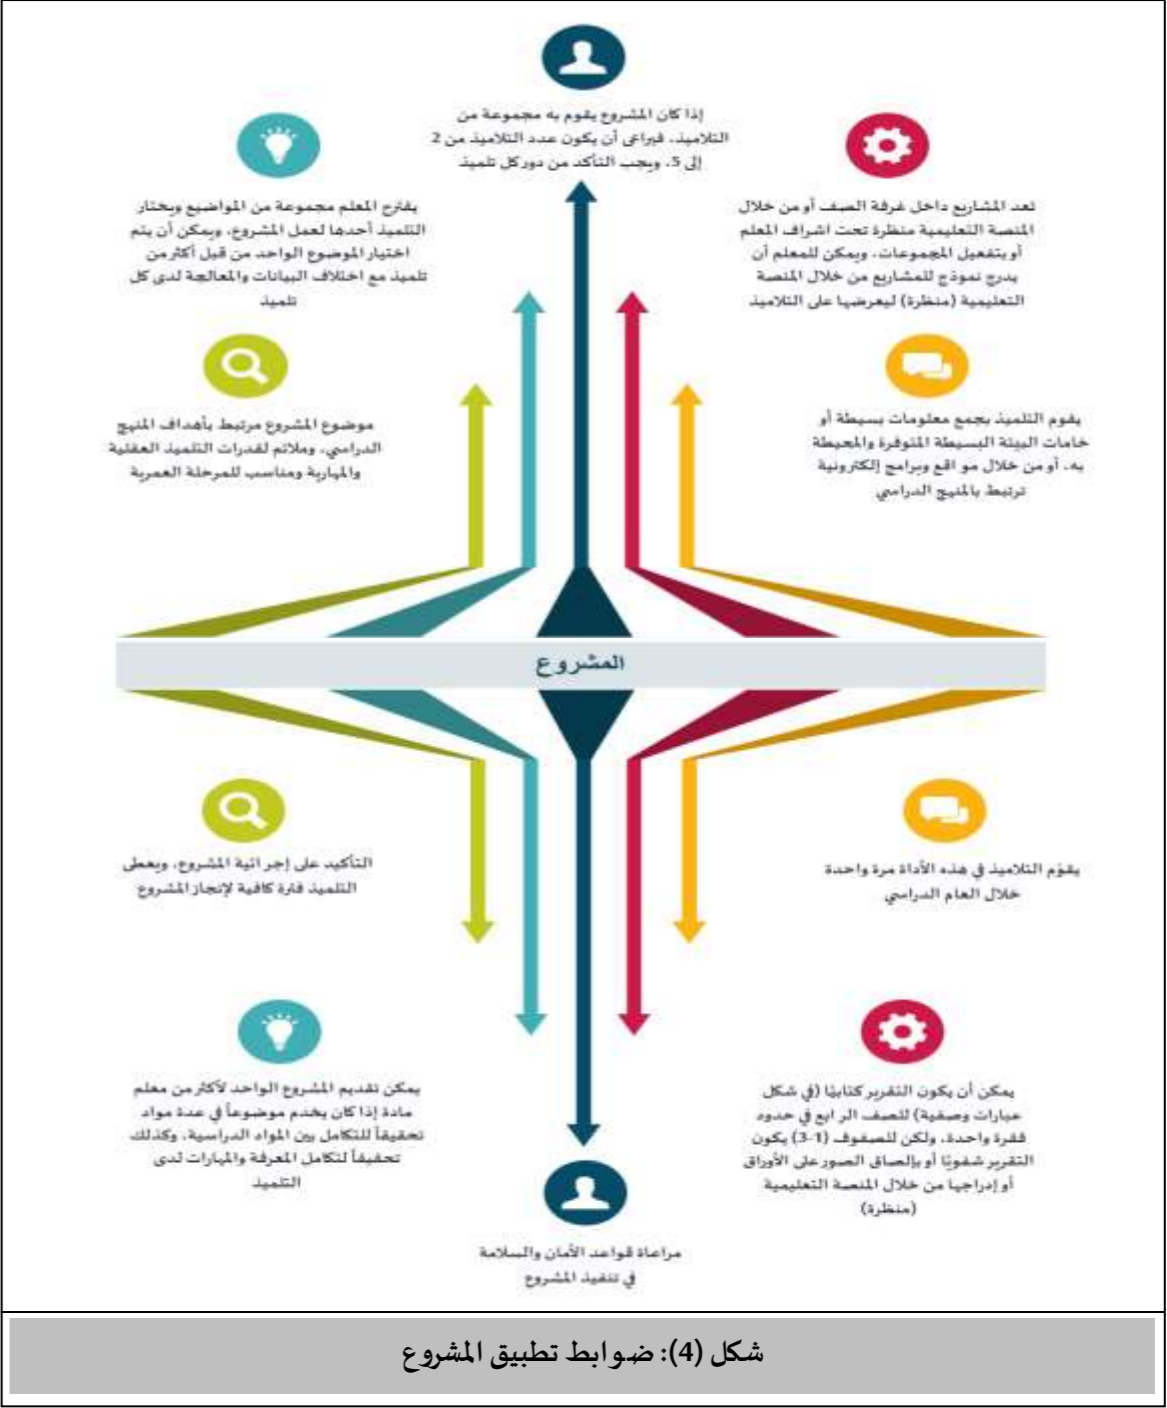 إذا كان المشروع يقوم به مجموعة من
التلاميذ، فيراعى أن يكون عدد التلاميذ من 2
إلى 5، ويجب التأكد من دور كل تلميذ
تعد المشاريع داخل غرفة الصف أو من خلال
المنصة التعليمية منظرة تحت اشراف المعلم
أو بتفعيل المجموعات، ويمكن للمعلم أن
يدرج نموذج للمشاريع من خلال المنصة
التعليمية (منظرة) ليعرضها على التلاميذ
يقترح المعلم مجموعة من المواضيع ويختار
التلميذ أحدها لعمل المشروع، ويمكن أن يتم
اختيار الموضوع الواحد من قبل أكثر من
تلميذ مع اختلاف البيانات والمعالجة لدى كل
تلميذ
يقوم التلميذ بجمع معلومات بسيطة أو
خامات البيئة البسيطة المتوفرة والمحيطة
به، أو من خلال مواقع وبرامج إلكترونية
ترتبط بالمنهج الدراسي
موضوع المشروع مرتبط بأهداف المنهج
الدراسي، وملائم لقدرات التلميذ العقلية
والمهارية ومناسب للمرحلة العمرية
المشروع
يقوّم التلاميذ في هذه الأداة مرة واحدة
خلال العام الدراسي
التأكيد على إجرائية المشروع، ويعطى
التلميذ فترة كافية لإنجاز المشروع
يمكن أن يكون التقرير كتابيًا (في شكل
عبارات وصفية) للصف الرابع في حدود
فقرة واحدة، ولكن للصفوف (1-3) يكون
التقرير شفويًا أو بإلصاق الصور على الأوراق
أو إدراجها من خلال المنصة التعليمية
(منظرة)
يمكن تقديم المشروع الواحد لأكثر من معلم
مادة إذا كان يخدم موضوعاً في عدة مواد
تحقيقاً للتكامل بين المواد الدراسية، وكذلك
تحقيقاً لتكامل المعرفة والمهارات لدى
التلميذ
مراعاة قواعد الأمان والسلامة
في تنفيذ المشروع
شكل (4): ضوابط تطبيق المشروع